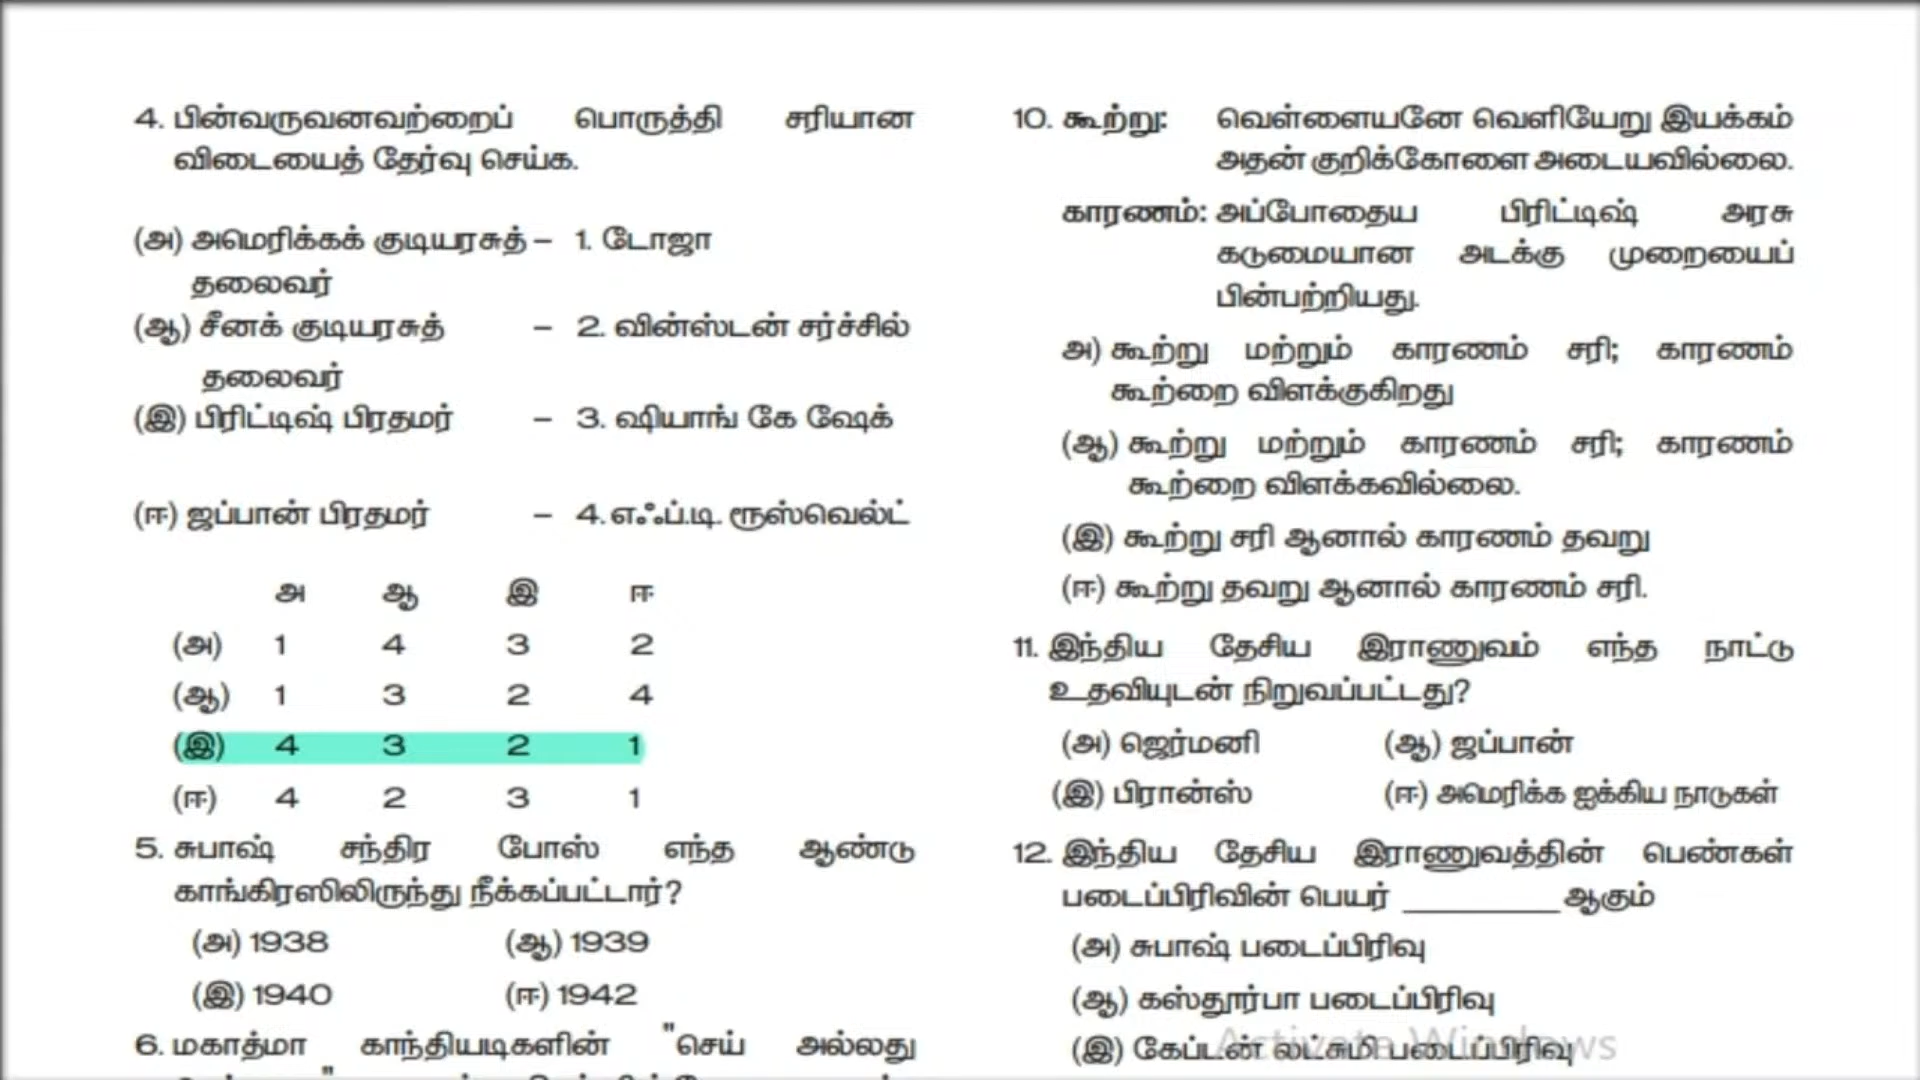 4. பின்வருவனவற்றைப் பொருத்தி சரியான
விடையைத் தேர்வு செய்க.
(அ) அமெரிக்கக் குடியரசுத் – 1. டோஜா
தலைவர்
(ஆ) சீனக் குடியரசுத் – 2. வின்ஸ்டன் சர்ச்சில்
தலைவர்
(இ) பிரிட்டிஷ் பிரதமர் – 3. ஷியாங் கே ஷேக்
(ஈ) ஜப்பான் பிரதமர் – 4. எஃப்.டி. ரூஸ்வெல்ட்
அ ஆ இ ஈ
(அ) 1 4 3 2
(ஆ) 1 3 2 4
(இ) 4 3 2 1
(ஈ) 4 2 3 1
5. சுபாஷ் சந்திர போஸ் எந்த ஆண்டு
காங்கிரஸிலிருந்து நீக்கப்பட்டார்?
(அ) 1938 (ஆ) 1939
(இ) 1940 (ஈ) 1942
6. மகாத்மா காந்தியடிகளின் "செய் அல்லது
10. கூற்று: வெள்ளையனே வெளியேறு இயக்கம்
அதன் குறிக்கோளை அடையவில்லை.
காரணம்: அப்போதைய பிரிட்டிஷ் அரசு
கடுமையான அடக்கு முறையைப்
பின்பற்றியது.
அ) கூற்று மற்றும் காரணம் சரி; காரணம்
கூற்றை விளக்குகிறது
(ஆ) கூற்று மற்றும் காரணம் சரி; காரணம்
கூற்றை விளக்கவில்லை.
(இ) கூற்று சரி ஆனால் காரணம் தவறு
(ஈ) கூற்று தவறு ஆனால் காரணம் சரி.
11. இந்திய தேசிய இராணுவம் எந்த நாட்டு
உதவியுடன் நிறுவப்பட்டது?
(அ) ஜெர்மனி (ஆ) ஜப்பான்
(இ) பிரான்ஸ் (ஈ) அமெரிக்க ஐக்கிய நாடுகள்
12. இந்திய தேசிய இராணுவத்தின் பெண்கள்
படைப்பிரிவின் பெயர் __________ ஆகும்
(அ) சுபாஷ் படைப்பிரிவு
(ஆ) கஸ்தூர்பா படைப்பிரிவு
(இ) கேப்டன் லட்சுமி படைப்பிரிவு
Activate Windows